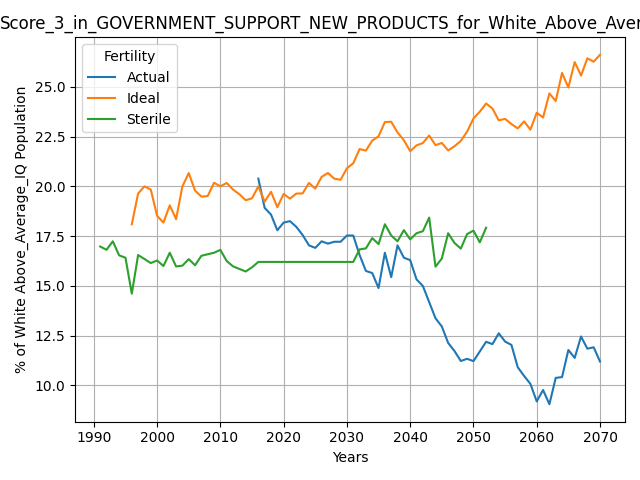 Score_3_in_GOVERNMENT_SUPPORT_NEW_PRODUCTS_for_White_Above_Aver
Fertility
Actual
Ideal
Sterile
% of White Above_Average_IQ Population
25.0
22.5
20.0
17.5
15.0
12.5
10.0
1990 2000 2010 2020 2030 2040 2050 2060 2070
Years